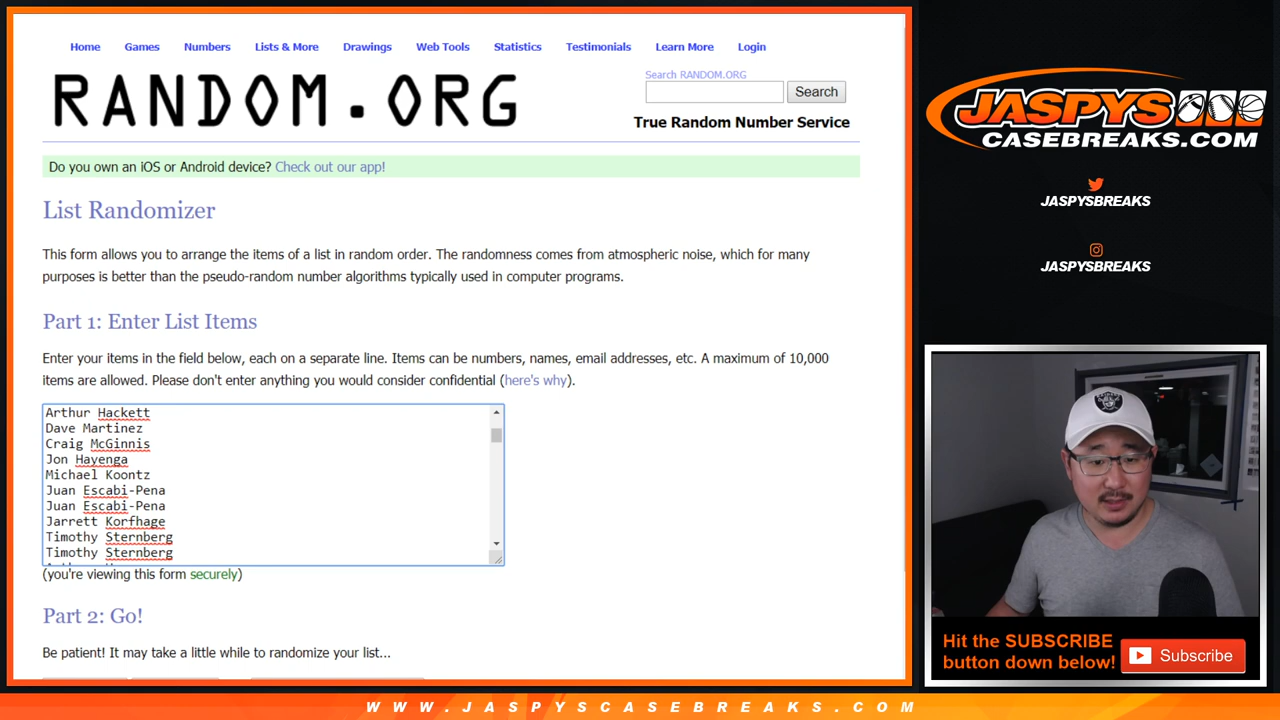 Home Games Numbers Lists & More Drawings Web Tools Statistics Testimonials Learn More Login
RANDOM.ORG
Search RANDOM.ORG
Search
True Random Number Service
Do you own an iOS or Android device? Check out our app!
List Randomizer
This form allows you to arrange the items of a list in random order. The randomness comes from atmospheric noise, which for many
purposes is better than the pseudo-random number algorithms typically used in computer programs.
Part 1: Enter List Items
Enter your items in the field below, each on a separate line. Items can be numbers, names, email addresses, etc. A maximum of 10,000
items are allowed. Please don't enter anything you would consider confidential (here's why).
Arthur Hackett
Dave Martinez
Craig McGinnis
Jon Hayenga
Michael Koontz
Juan Escabi-Pena
Juan Escabi-Pena
Jarrett Korfhage
Timothy Sternberg
Timothy Sternberg
(you're viewing this form securely)
Part 2: Go!
Be patient! It may take a little while to randomize your list...
JASPYS
CASEBREAKS.COM
JASPYSBREAKS
JASPYSBREAKS
Hit the SUBSCRIBE
button down below!
Subscribe
WWW.JASPYSCASEBREAKS.COM